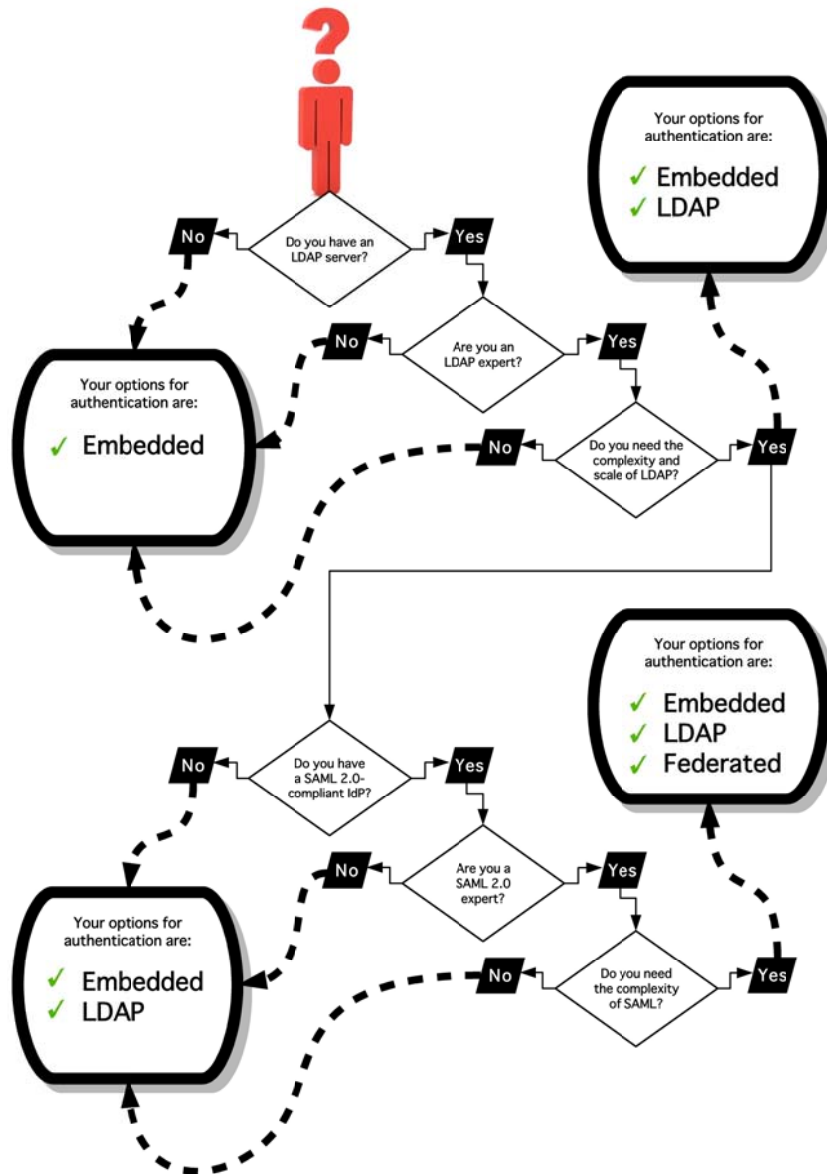 ?
Do you have an
LDAP server?
No
Yes
Your options for
authentication are:
✓ Embedded
✓ LDAP
Are you an
LDAP expert?
No
Yes
Your options for
authentication are:
✓ Embedded
Do you need the
complexity and
scale of LDAP?
No
Yes
Your options for
authentication are:
✓ Embedded
✓ LDAP
✓ Federated
Do you have
a SAML 2.0-
compliant IdP?
No
Yes
Are you a
SAML 2.0
expert?
No
Yes
Your options for
authentication are:
✓ Embedded
✓ LDAP
Do you need
the complexity
of SAML?
No
Yes